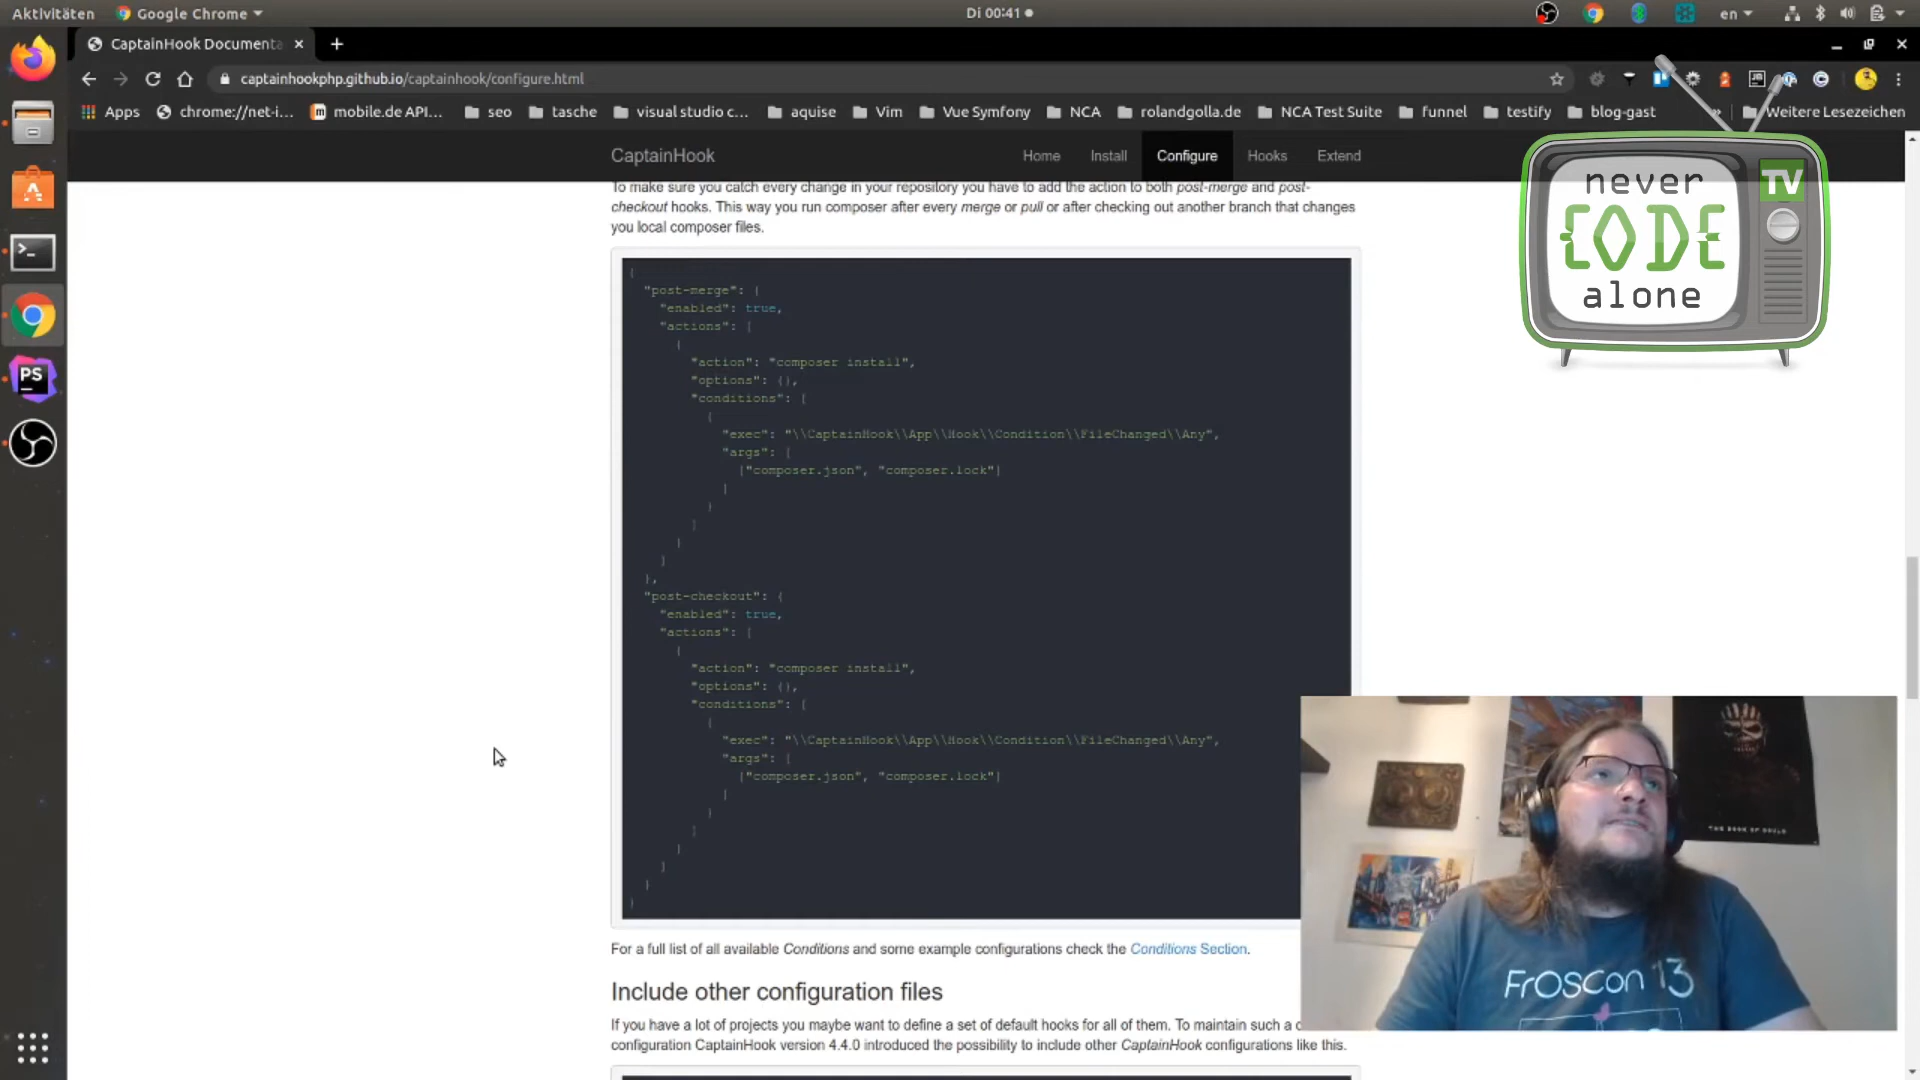 Aktivitäten
Google Chrome
Di 00:41
en
CaptainHook Documenta
captainhookphp.github.io/captainhook/configure.html
Apps
chrome://net-i...
mobile.de API...
seo
tasche
visual studio c...
aquise
Vim
Vue Symfony
NCA
rolandgolla.de
NCA Test Suite
funnel
testify
blog-gast
»
Weitere Lesezeichen
CaptainHook
Home
Install
Configure
Hooks
Extend
never
CODE
alone
TV
To make sure you catch every change in your repository you have to add the action to both post-merge and post-
checkout hooks. This way you run composer after every merge or pull or after checking out another branch that changes
you local composer files.
{
"post-merge": {
"enabled": true,
"actions": [
{
"action": "composer install",
"options": {},
"conditions": [
{
"exec": "\\CaptainHook\\App\\Hook\\Condition\\FileChanged\\Any",
"args": [
["composer.json", "composer.lock"]
]
}
]
}
]
},
"post-checkout": {
"enabled": true,
"actions": [
{
"action": "composer install",
"options": {},
"conditions": [
{
"exec": "\\CaptainHook\\App\\Hook\\Condition\\FileChanged\\Any",
"args": [
["composer.json", "composer.lock"]
]
}
]
}
]
}
}
For a full list of all available Conditions and some example configurations check the Conditions Section.
Include other configuration files
If you have a lot of projects you maybe want to define a set of default hooks for all of them. To maintain such a
configuration CaptainHook version 4.4.0 introduced the possibility to include other CaptainHook configurations like this.
PS
THE BOOK OF SOULS
FrOSCon 13